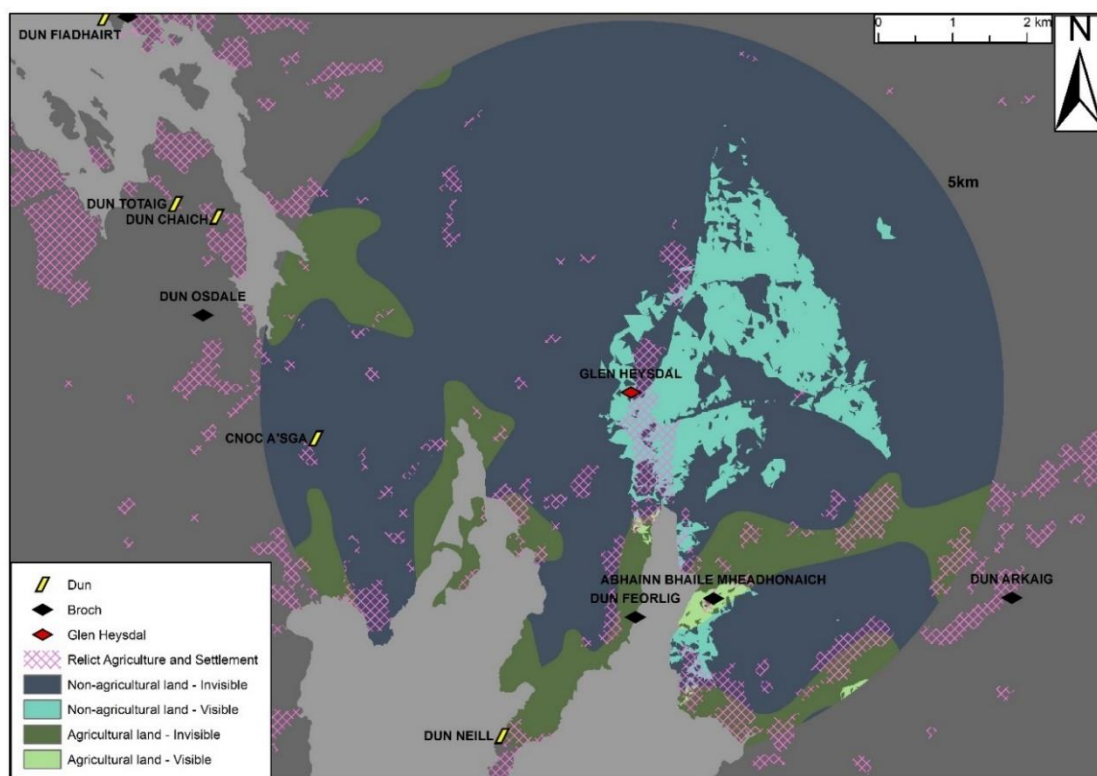 DUN FIADHAIRT
0 1 2 km
N
5km
DUN TOTAIG
DUN CHAICH
DUN OSDALE
GLEN HEYSDAL
CNOC A'SGA
ABHAINN BHAILE MHEADHONAICH
DUN FEORLIG
DUN ARKAIG
DUN NEILL
Dun
Broch
Glen Heysdal
Relict Agriculture and Settlement
Non-agricultural land - Invisible
Non-agricultural land - Visible
Agricultural land - Invisible
Agricultural land - Visible